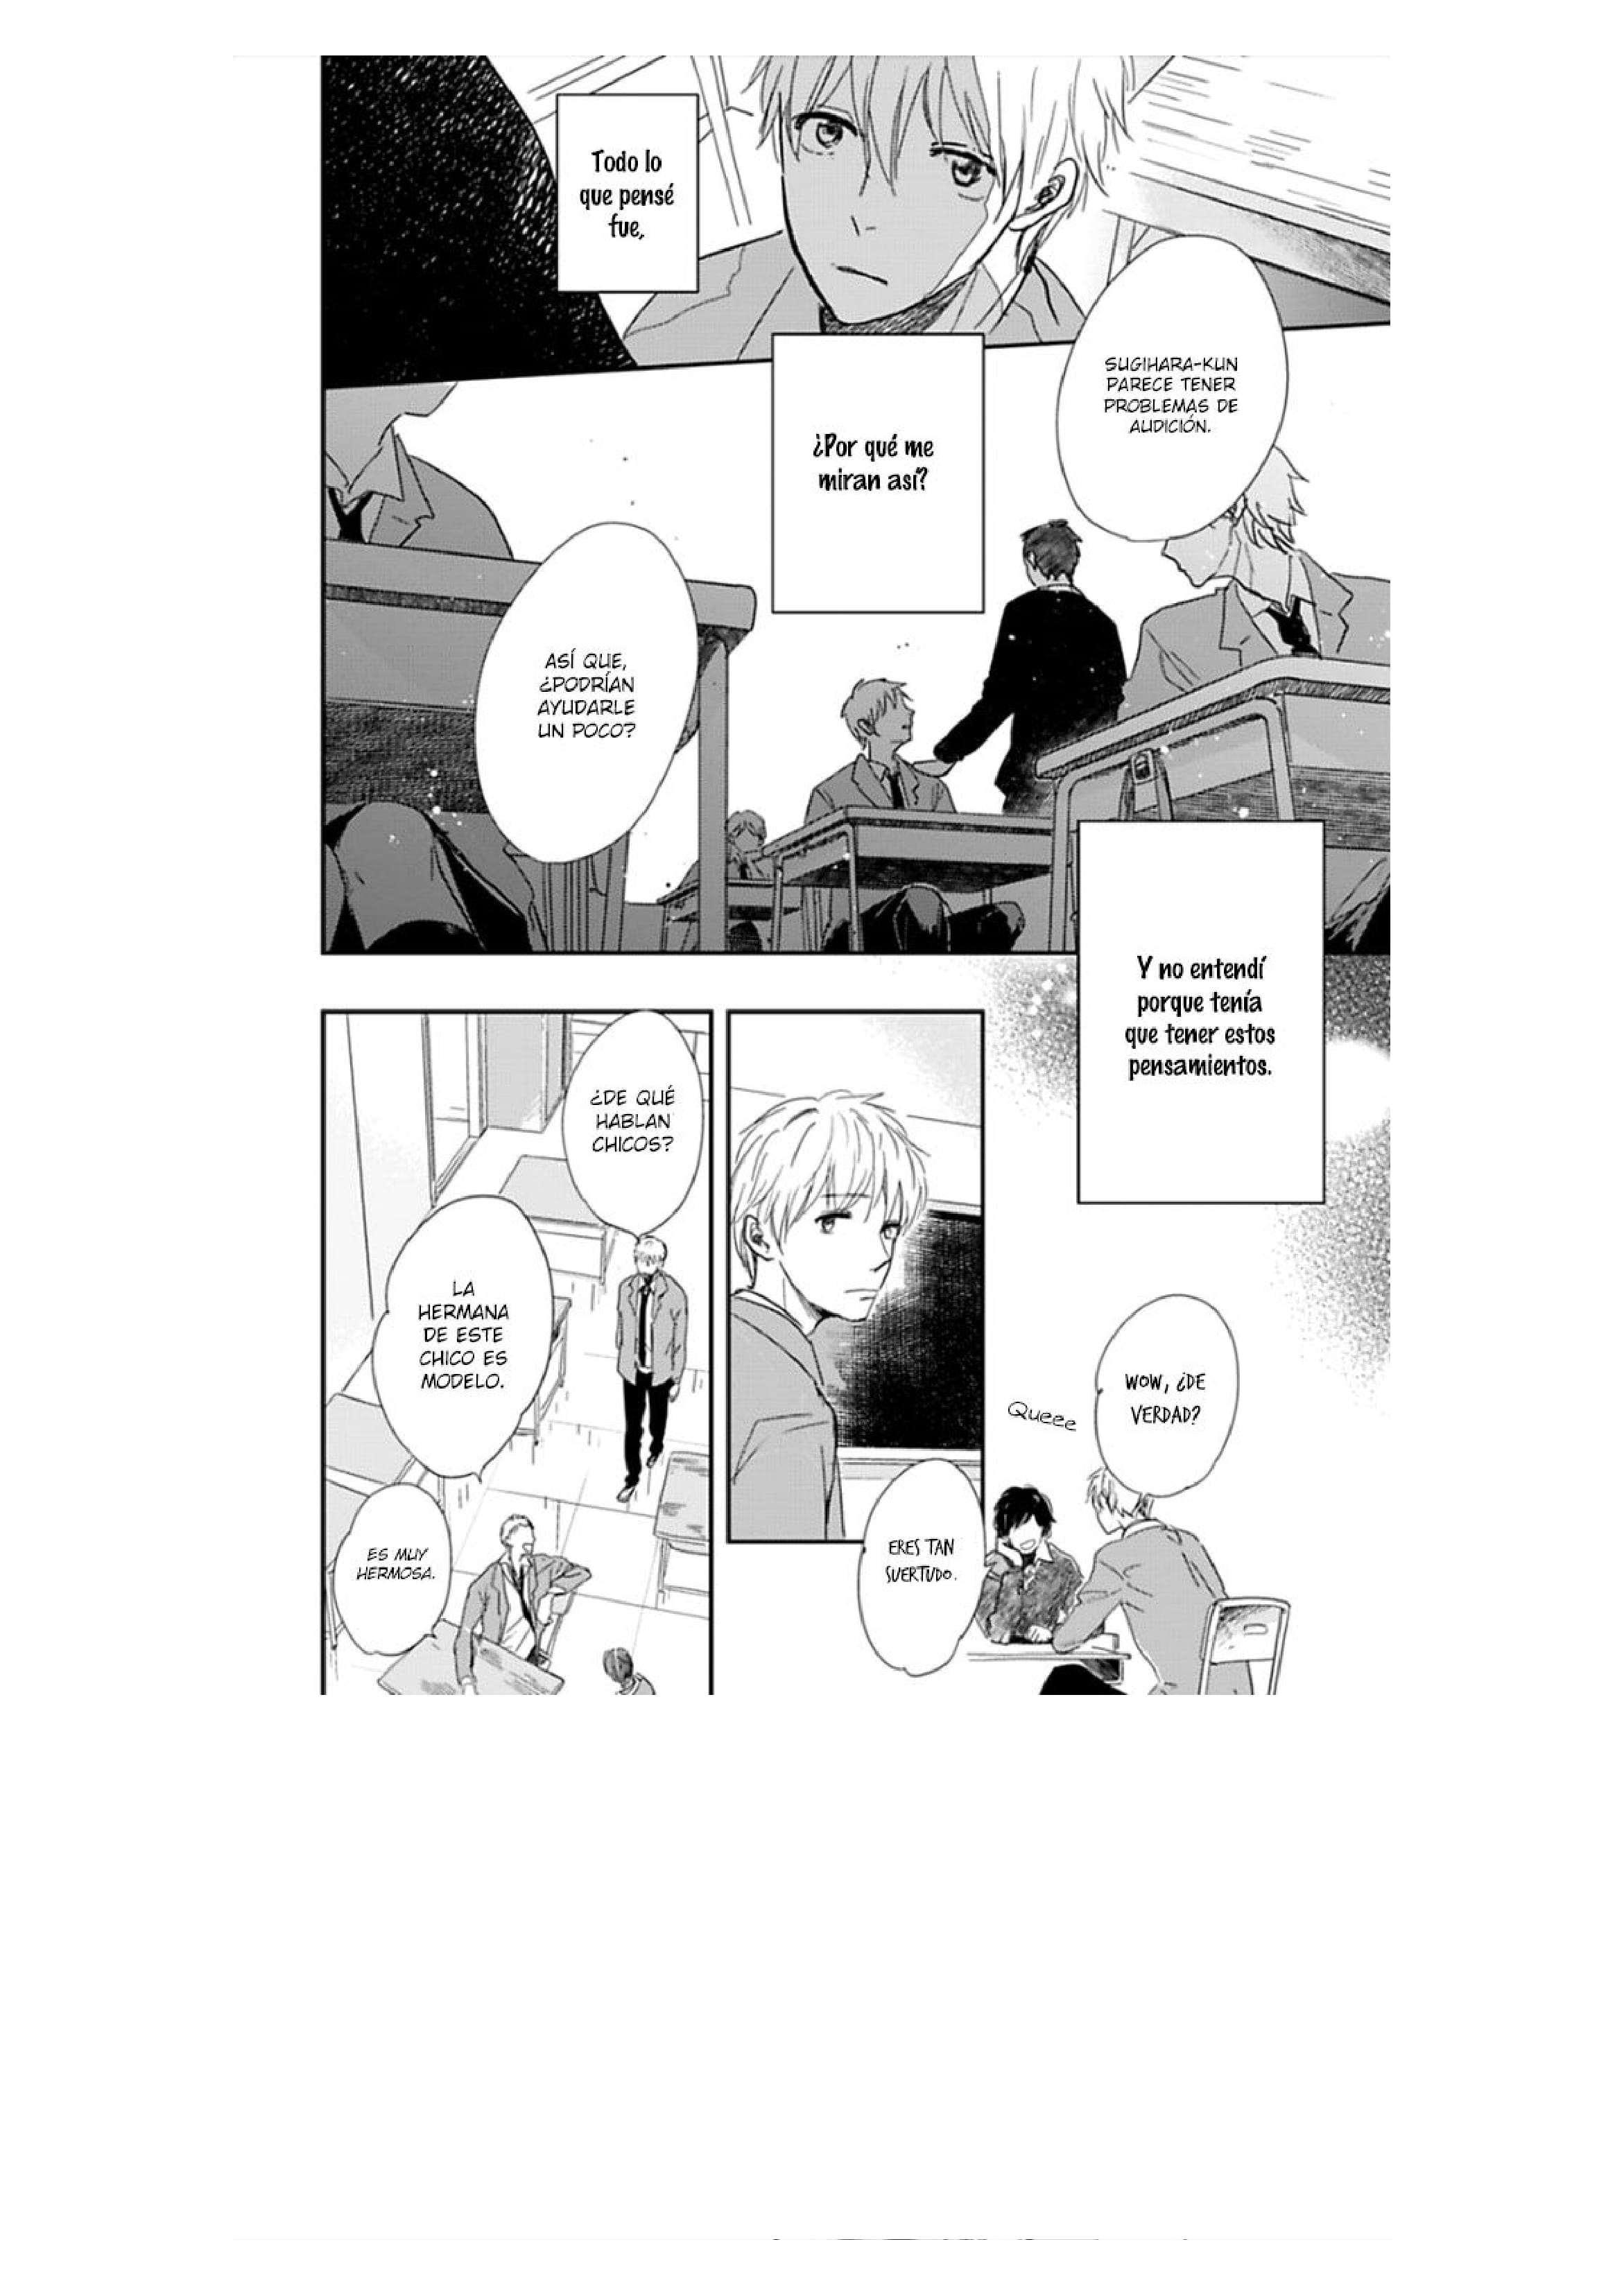 Todo lo
que pensé
fue,
SUGIHARA-KUN
PARECE TENER
PROBLEMAS DE
AUDICIÓN.
¿Por qué me
miran así?
ASÍ QUE,
¿PODRÍAN
AYUDARLE
UN POCO?
Y no entendí
porque tenía
que tener estos
pensamientos.
WOW, ¿DE
VERDAD?
Queee
ERES TAN
SUERTUDO.
¿DE QUÉ
HABLAN
CHICOS?
LA
HERMANA
DE ESTE
CHICO ES
MODELO.
ES MUY
HERMOSA.